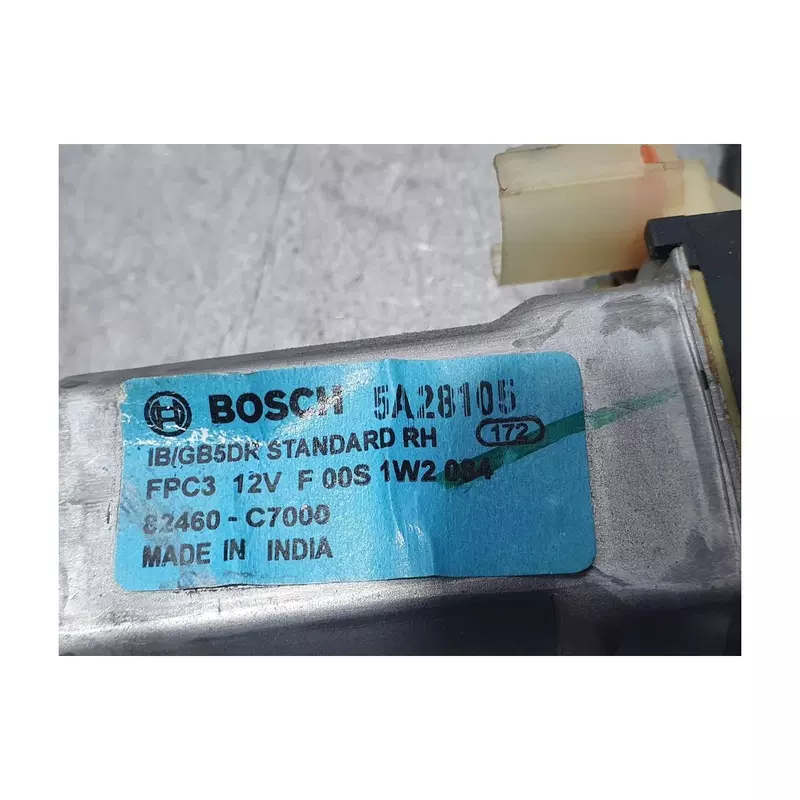 BOSCH 5A28105
IB/GB5DR STANDARD RH 172
FPC3 12V F 00S 1W2 084
82460-C7000
MADE IN INDIA